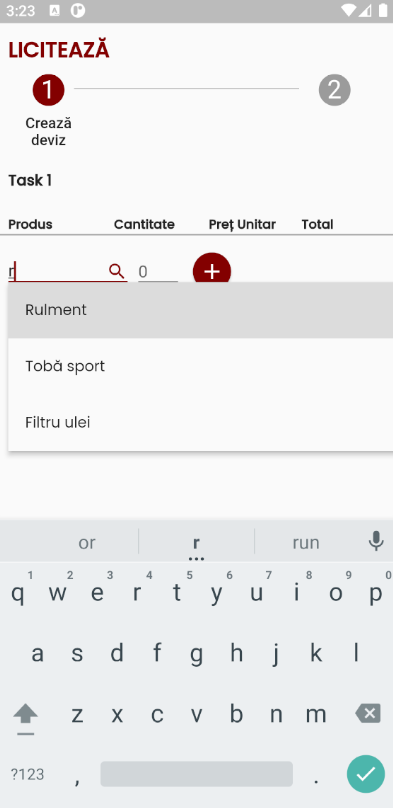 3:23
LICITEAZĂ
1 2
Crează
deviz
Task 1
Produs Cantitate Preț Unitar Total
r 0 +
Rulment
Tobă sport
Filtru ulei
or r run
1 2 3 4 5 6 7 8 9 0
q w e r t y u i o p
a s d f g h j k l
z x c v b n m
?123 , .